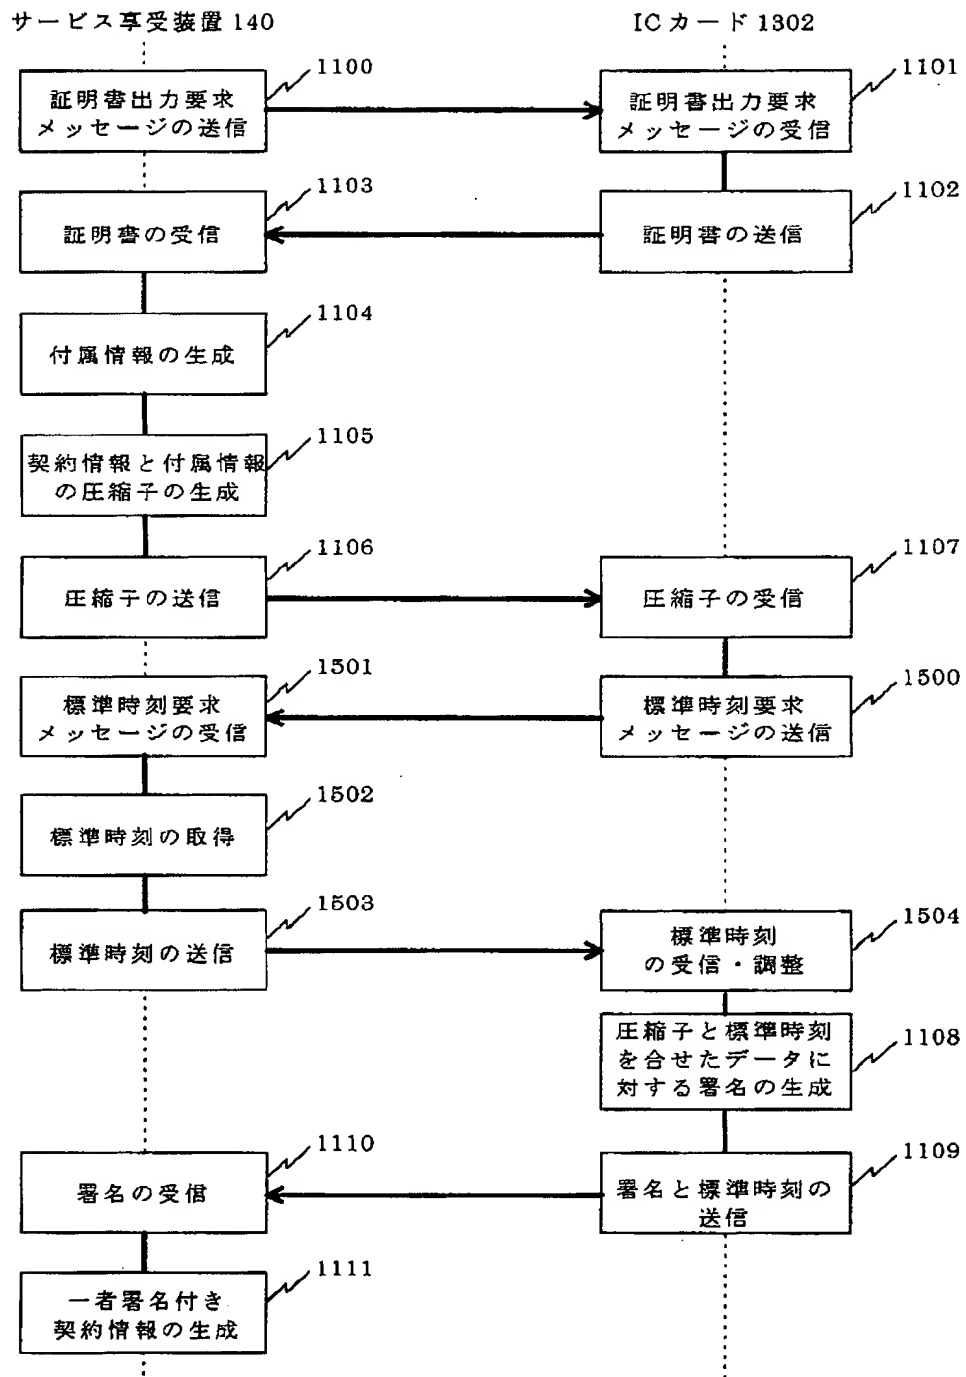 サービス享受装置 140
ICカード 1302
1100
証明書出力要求
メッセージの送信
1101
証明書出力要求
メッセージの受信
1103
証明書の受信
1102
証明書の送信
1104
付属情報の生成
1105
契約情報と付属情報
の圧縮子の生成
1106
圧縮子の送信
1107
圧縮子の受信
1501
標準時刻要求
メッセージの受信
1500
標準時刻要求
メッセージの送信
1502
標準時刻の取得
1503
標準時刻の送信
1504
標準時刻
の受信・調整
1108
圧縮子と標準時刻
を合せたデータに
対する署名の生成
1110
署名の受信
1109
署名と標準時刻の
送信
1111
一者署名付き
契約情報の生成